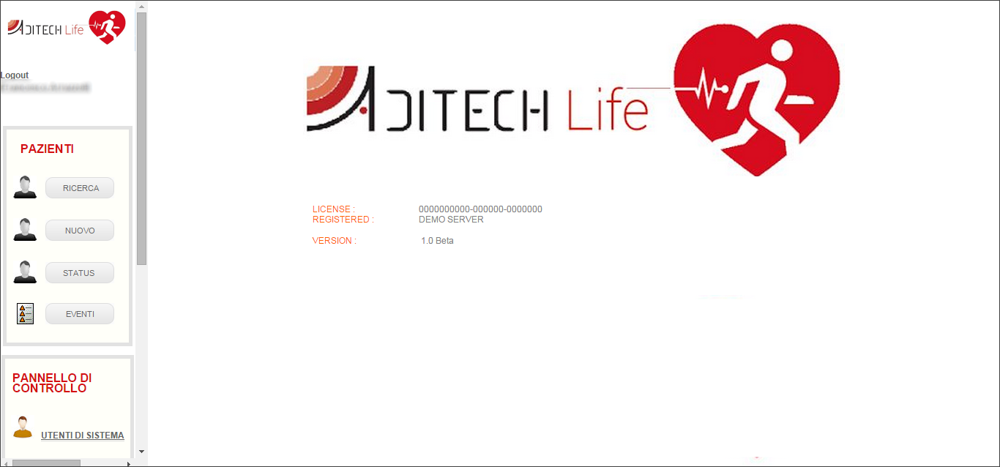 ADITECH Life
Logout
PAZIENTI
RICERCA
NUOVO
STATUS
EVENTI
PANNELLO DI
CONTROLLO
UTENTI DI SISTEMA
ADITECH Life
LICENSE : 0000000000-000000-0000000
REGISTERED : DEMO SERVER
VERSION : 1.0 Beta